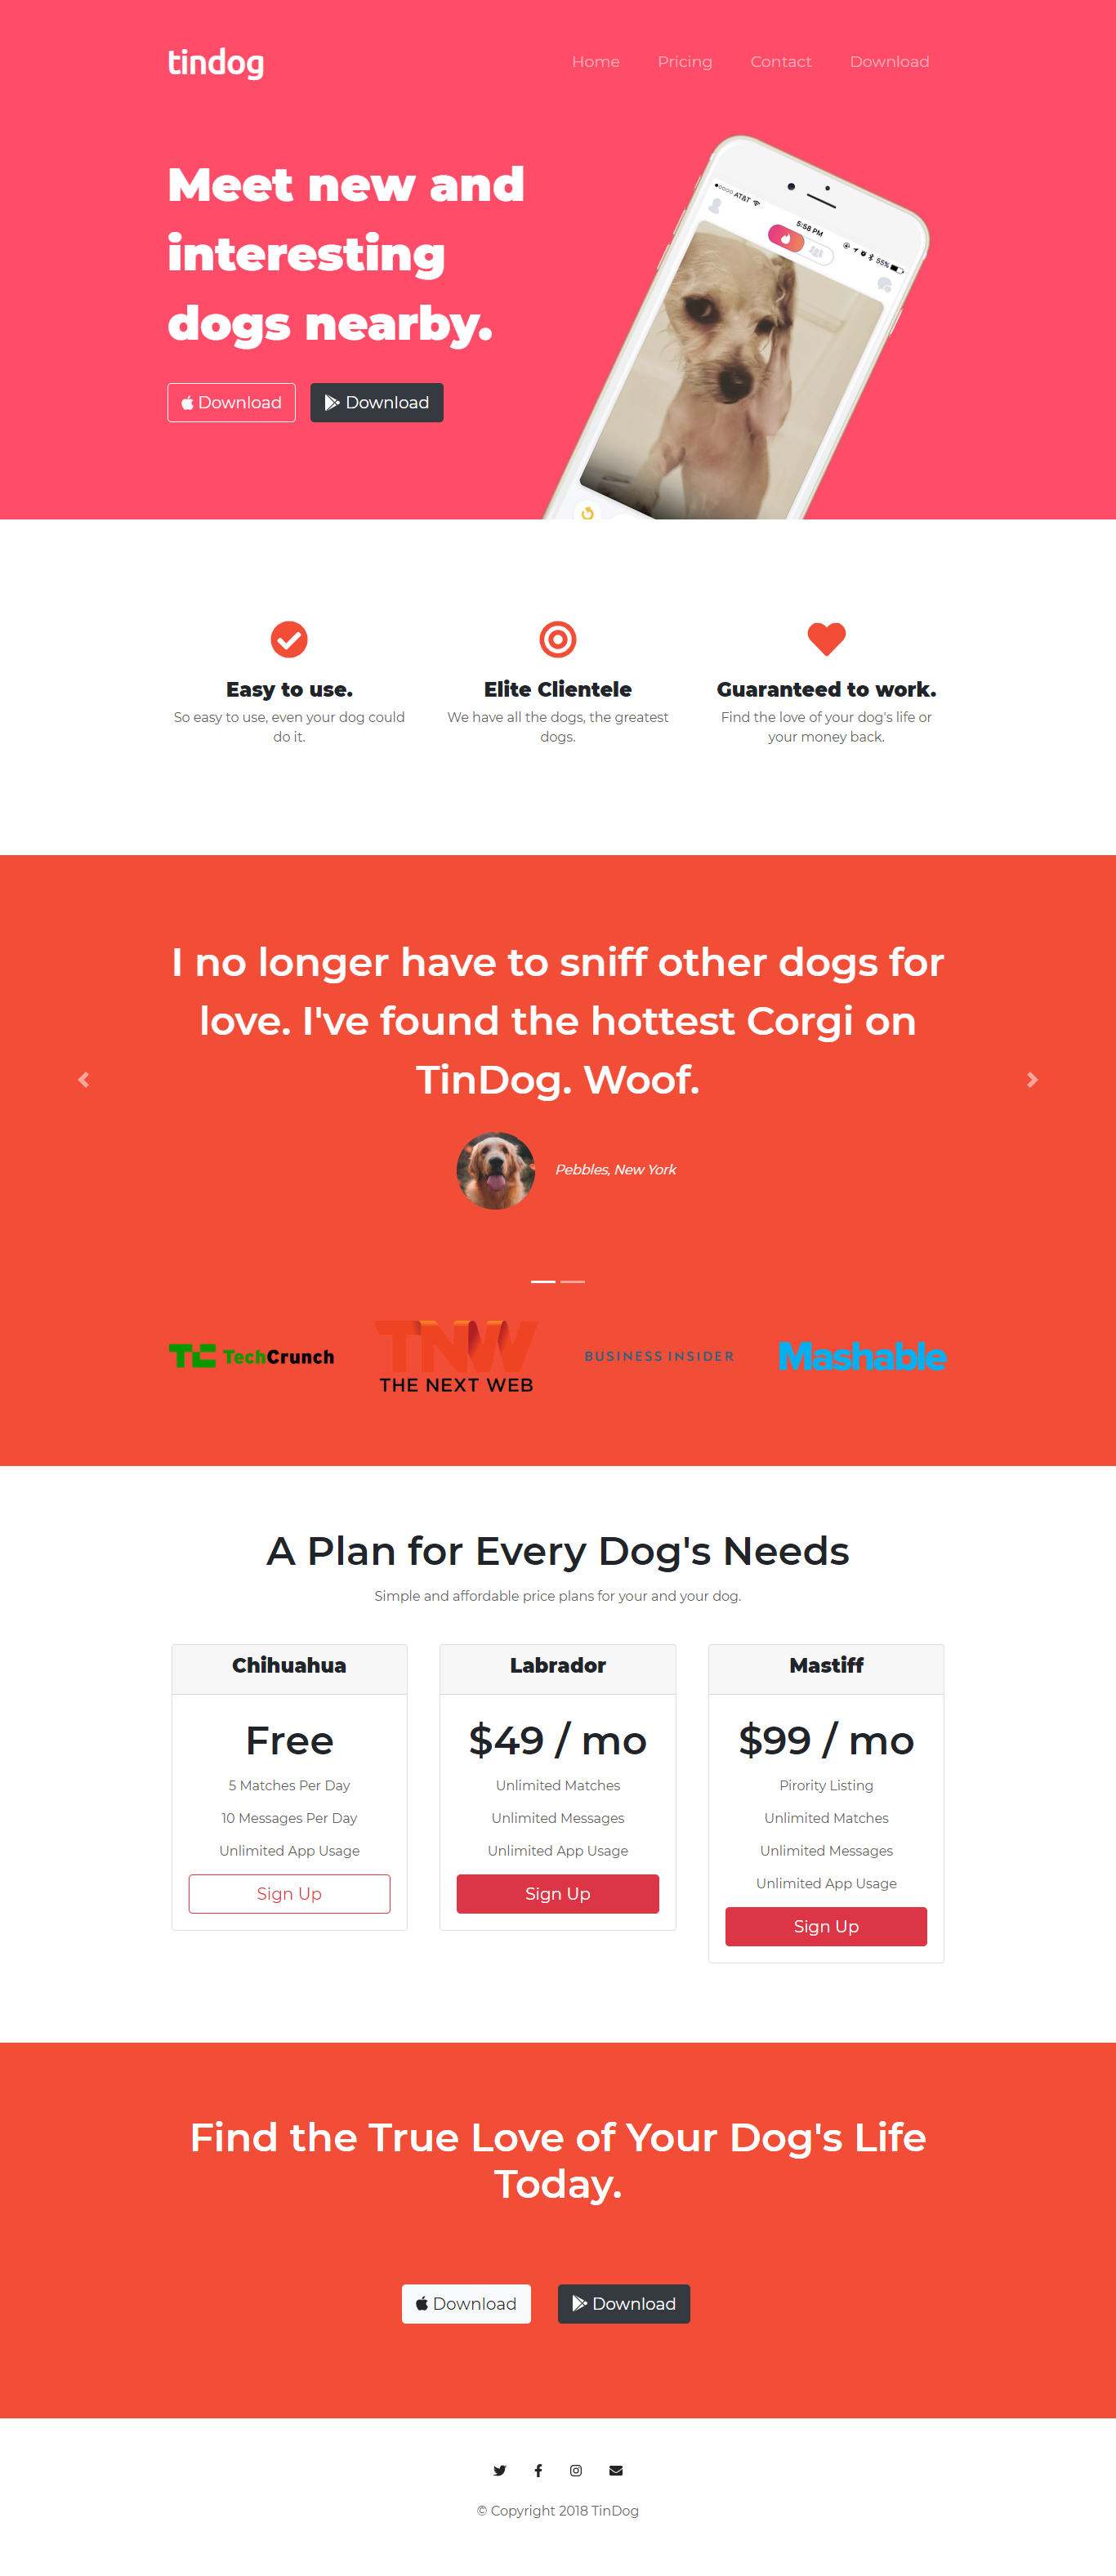 tindog
Home Pricing Contact Download
Meet new and
interesting
dogs nearby.
AT&T 5:58 PM 55%
Download Download
Easy to use.
So easy to use, even your dog could
do it.
Elite Clientele
We have all the dogs, the greatest
dogs.
Guaranteed to work.
Find the love of your dog's life or
your money back.
I no longer have to sniff other dogs for
love. I've found the hottest Corgi on
TinDog. Woof.
Pebbles, New York
TC TechCrunch
TNW
THE NEXT WEB
BUSINESS INSIDER
Mashable
A Plan for Every Dog's Needs
Simple and affordable price plans for your and your dog.
Chihuahua
Free
5 Matches Per Day
10 Messages Per Day
Unlimited App Usage
Sign Up
Labrador
$49 / mo
Unlimited Matches
Unlimited Messages
Unlimited App Usage
Sign Up
Mastiff
$99 / mo
Pirority Listing
Unlimited Matches
Unlimited Messages
Unlimited App Usage
Sign Up
Find the True Love of Your Dog's Life
Today.
Download Download
© Copyright 2018 TinDog